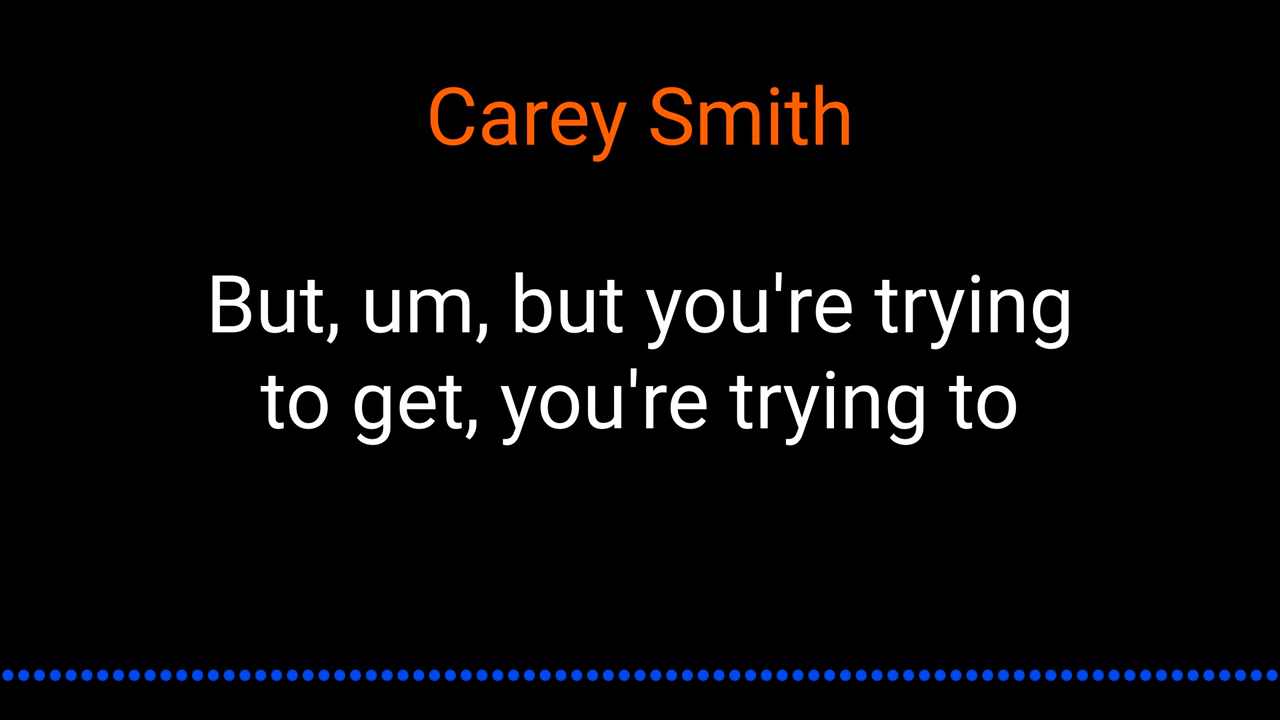 Carey Smith
But, um, but you're trying
to get, you're trying to